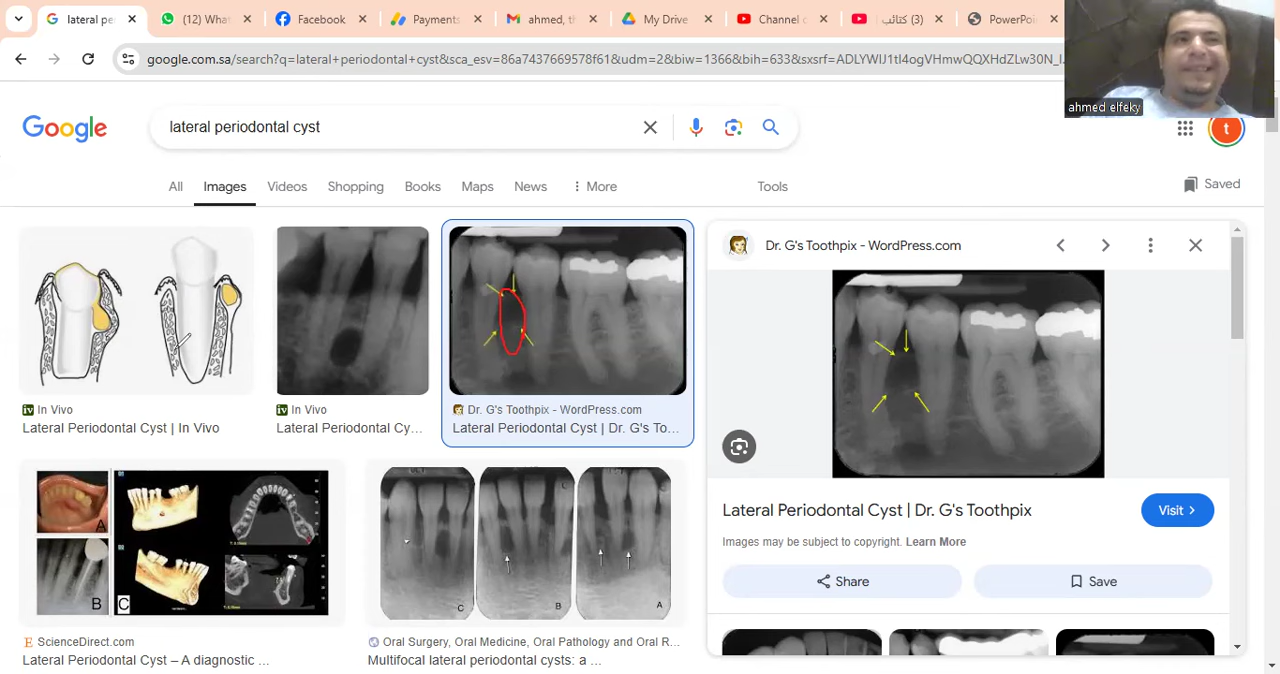 lateral pe
(12) What
Facebook
Payments
ahmed, th
My Drive
Channel c
(3) كتائب
PowerPoi
google.com.sa/search?q=lateral+periodontal+cyst&sca_esv=86a7437669578f61&udm=2&biw=1366&bih=633&sxsrf=
ahmed elfeky
Google
lateral periodontal cyst
t
All
Images
Videos
Shopping
Books
Maps
News
More
Tools
Saved
Dr. G's Toothpix - WordPress.com
iv In Vivo
Lateral Periodontal Cyst | In Vivo
iv In Vivo
Lateral Periodontal Cy...
Dr. G's Toothpix - WordPress.com
Lateral Periodontal Cyst | Dr. G's To...
Lateral Periodontal Cyst | Dr. G's Toothpix
Visit
Images may be subject to copyright. Learn More
Share
Save
A
B
C
C
B
A
E ScienceDirect.com
Lateral Periodontal Cyst – A diagnostic ...
Oral Surgery, Oral Medicine, Oral Pathology and Oral R...
Multifocal lateral periodontal cysts: a ...